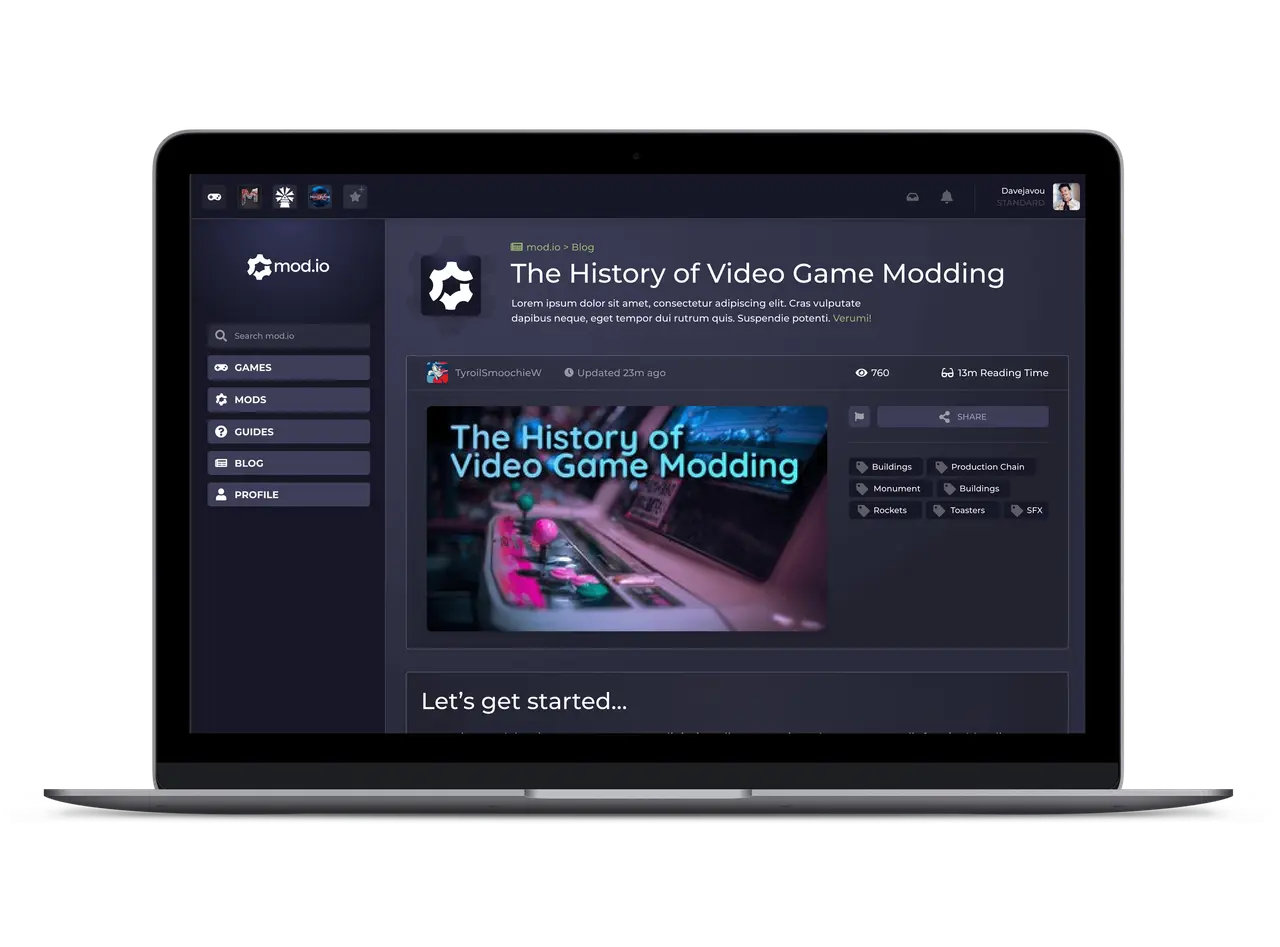 Davejavou
STANDARD
mod.io
Search mod.io
GAMES
MODS
GUIDES
BLOG
PROFILE
mod.io > Blog
The History of Video Game Modding
Lorem ipsum dolor sit amet, consectetur adipiscing elit. Cras vulputate
dapibus neque, eget tempor dui rutrum quis. Suspendie potenti. Verumi!
TyroilSmoochieW Updated 23m ago 760 13m Reading Time
The History of
Video Game Modding
SHARE
Buildings Production Chain
Monument Buildings
Rockets Toasters SFX
Let’s get started...